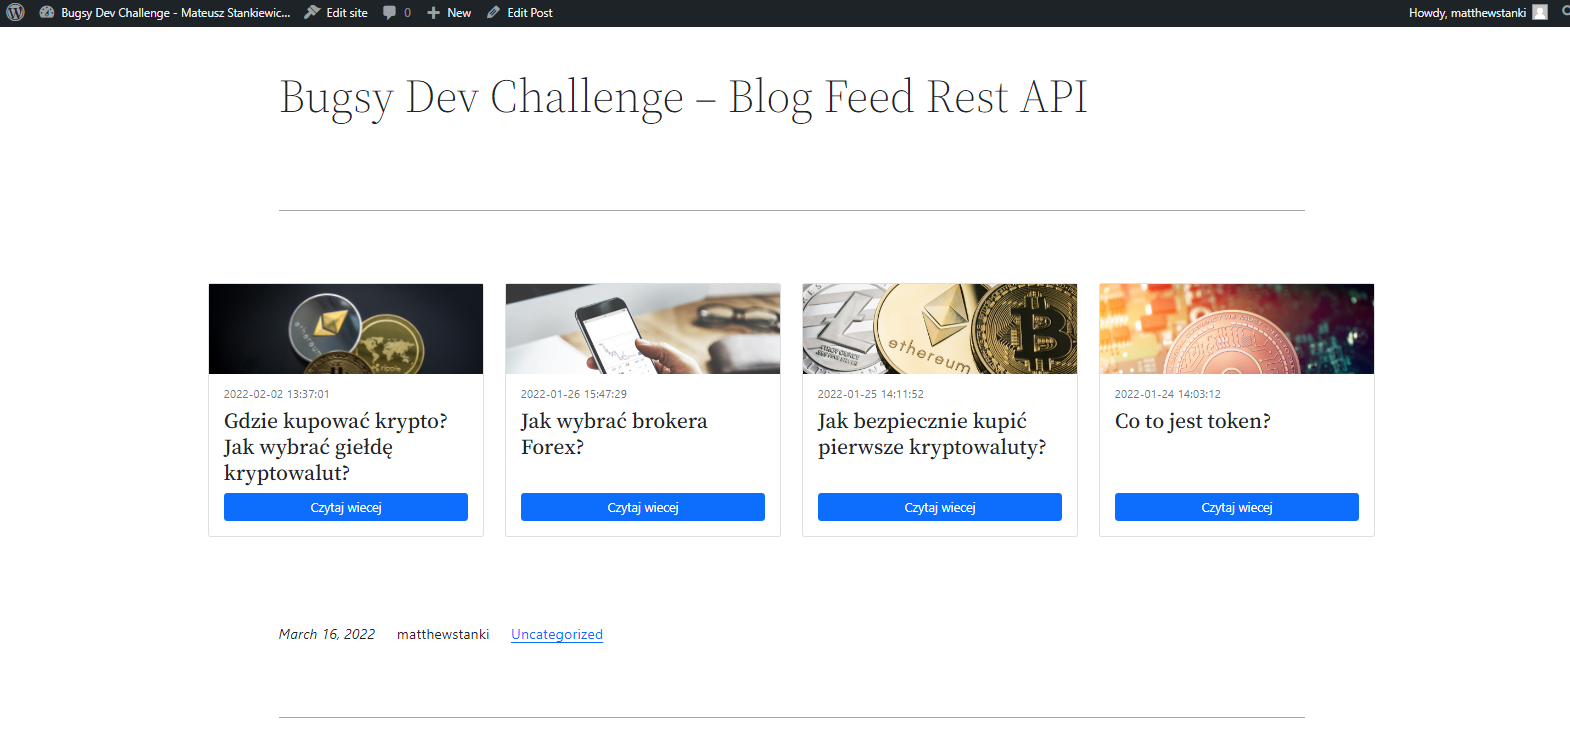 Bugsy Dev Challenge - Mateusz Stankiewic... Edit site 0 New Edit Post Howdy, matthewstanki
Bugsy Dev Challenge – Blog Feed Rest API
ethereum
ripple
2022-02-02 13:37:01
Gdzie kupować krypto?
Jak wybrać giełdę
kryptowalut?
Czytaj wiecej
2022-01-26 15:47:29
Jak wybrać brokera
Forex?
Czytaj wiecej
ethereum
2022-01-25 14:11:52
Jak bezpiecznie kupić
pierwsze kryptowaluty?
Czytaj wiecej
2022-01-24 14:03:12
Co to jest token?
Czytaj wiecej
March 16, 2022 matthewstanki Uncategorized